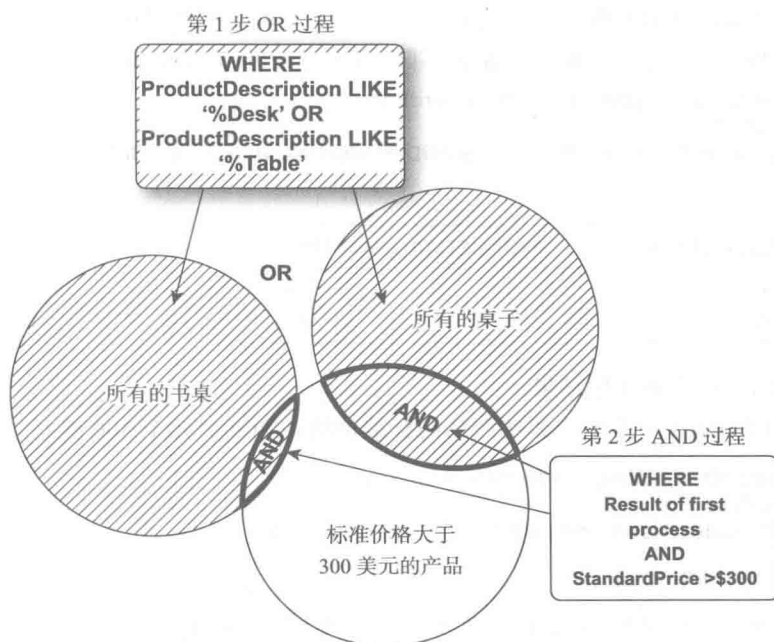 第 1 步 OR 过程
WHERE
ProductDescription LIKE
‘%Desk’ OR
ProductDescription LIKE
‘%Table’
OR
所有的桌子
所有的书桌
AND
AND
第 2 步 AND 过程
WHERE
Result of first
process
AND
StandardPrice >$300
标准价格大于
300 美元的产品